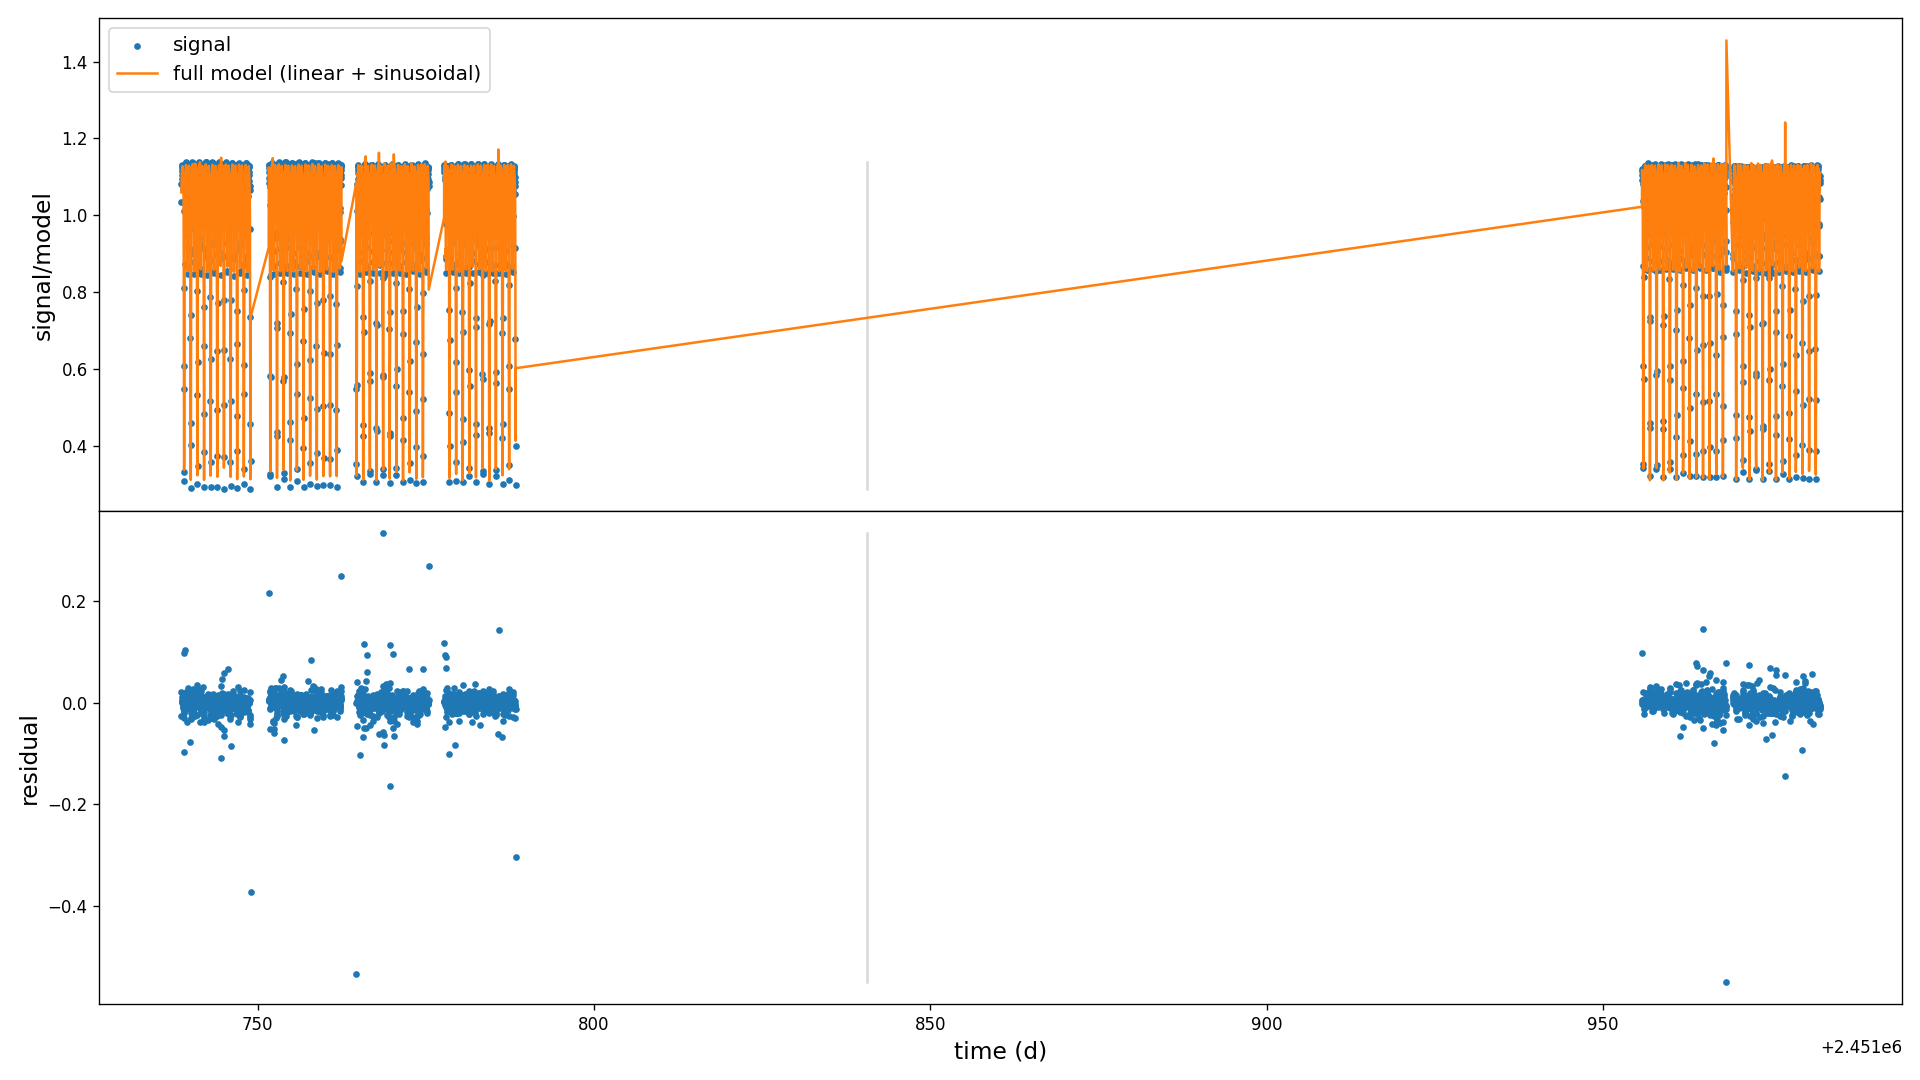 signal
full model (linear + sinusoidal)
signal/model
1.4
1.2
1.0
0.8
0.6
0.4
residual
0.2
0.0
−0.2
−0.4
750
800
850
900
950
time (d)
+2.451e6